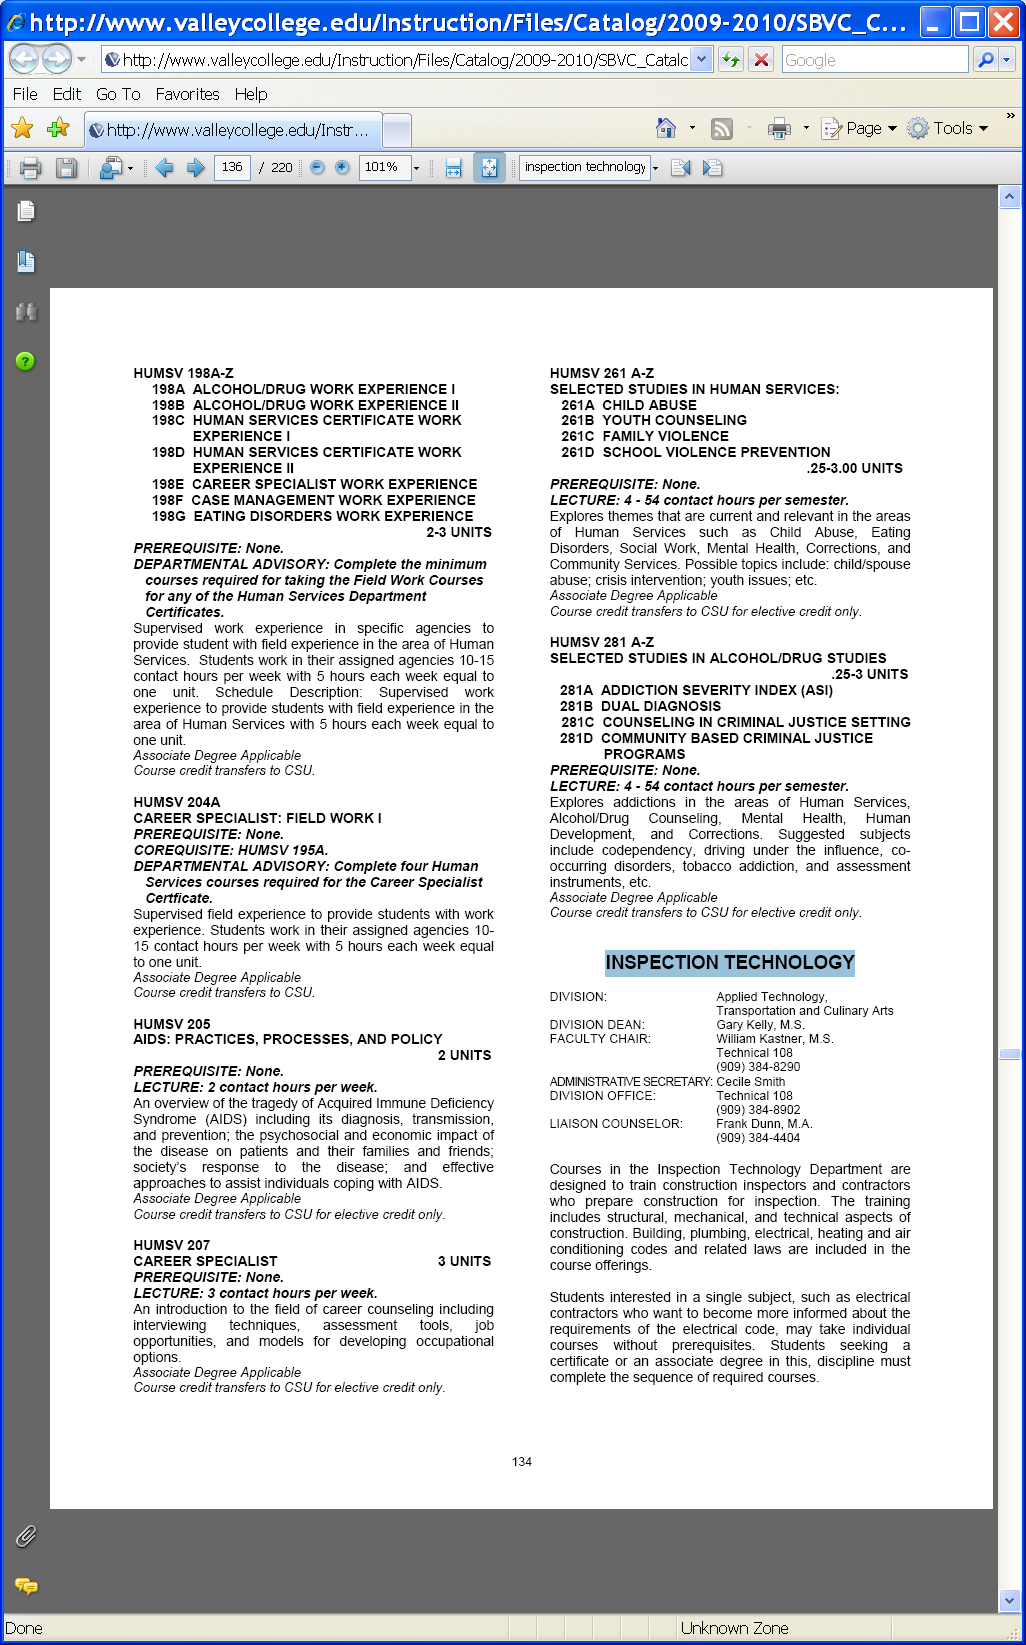 http://www.valleycollege.edu/Instruction/Files/Catalog/2009-2010/SBVC_C...
http://www.valleycollege.edu/Instruction/Files/Catalog/2009-2010/SBVC_Catalc
Google
File Edit Go To Favorites Help
http://www.valleycollege.edu/Instr...
Page Tools
136 / 220 101% inspection technology
HUMSV 198A-Z
198A ALCOHOL/DRUG WORK EXPERIENCE I
198B ALCOHOL/DRUG WORK EXPERIENCE II
198C HUMAN SERVICES CERTIFICATE WORK
EXPERIENCE I
198D HUMAN SERVICES CERTIFICATE WORK
EXPERIENCE II
198E CAREER SPECIALIST WORK EXPERIENCE
198F CASE MANAGEMENT WORK EXPERIENCE
198G EATING DISORDERS WORK EXPERIENCE
2-3 UNITS
PREREQUISITE: None.
DEPARTMENTAL ADVISORY: Complete the minimum
courses required for taking the Field Work Courses
for any of the Human Services Department
Certificates.
Supervised work experience in specific agencies to
provide student with field experience in the area of Human
Services. Students work in their assigned agencies 10-15
contact hours per week with 5 hours each week equal to
one unit. Schedule Description: Supervised work
experience to provide students with field experience in the
area of Human Services with 5 hours each week equal to
one unit.
Associate Degree Applicable
Course credit transfers to CSU.
HUMSV 204A
CAREER SPECIALIST: FIELD WORK I
PREREQUISITE: None.
COREQUISITE: HUMSV 195A.
DEPARTMENTAL ADVISORY: Complete four Human
Services courses required for the Career Specialist
Certficate.
Supervised field experience to provide students with work
experience. Students work in their assigned agencies 10-
15 contact hours per week with 5 hours each week equal
to one unit.
Associate Degree Applicable
Course credit transfers to CSU.
HUMSV 205
AIDS: PRACTICES, PROCESSES, AND POLICY
2 UNITS
PREREQUISITE: None.
LECTURE: 2 contact hours per week.
An overview of the tragedy of Acquired Immune Deficiency
Syndrome (AIDS) including its diagnosis, transmission,
and prevention; the psychosocial and economic impact of
the disease on patients and their families and friends;
society's response to the disease; and effective
approaches to assist individuals coping with AIDS.
Associate Degree Applicable
Course credit transfers to CSU for elective credit only.
HUMSV 207
CAREER SPECIALIST 3 UNITS
PREREQUISITE: None.
LECTURE: 3 contact hours per week.
An introduction to the field of career counseling including
interviewing techniques, assessment tools, job
opportunities, and models for developing occupational
options.
Associate Degree Applicable
Course credit transfers to CSU for elective credit only.
HUMSV 261 A-Z
SELECTED STUDIES IN HUMAN SERVICES:
261A CHILD ABUSE
261B YOUTH COUNSELING
261C FAMILY VIOLENCE
261D SCHOOL VIOLENCE PREVENTION
.25-3.00 UNITS
PREREQUISITE: None.
LECTURE: 4 - 54 contact hours per semester.
Explores themes that are current and relevant in the areas
of Human Services such as Child Abuse, Eating
Disorders, Social Work, Mental Health, Corrections, and
Community Services. Possible topics include: child/spouse
abuse; crisis intervention; youth issues; etc.
Associate Degree Applicable
Course credit transfers to CSU for elective credit only.
HUMSV 281 A-Z
SELECTED STUDIES IN ALCOHOL/DRUG STUDIES
.25-3 UNITS
281A ADDICTION SEVERITY INDEX (ASI)
281B DUAL DIAGNOSIS
281C COUNSELING IN CRIMINAL JUSTICE SETTING
281D COMMUNITY BASED CRIMINAL JUSTICE
PROGRAMS
PREREQUISITE: None.
LECTURE: 4 - 54 contact hours per semester.
Explores addictions in the areas of Human Services,
Alcohol/Drug Counseling, Mental Health, Human
Development, and Corrections. Suggested subjects
include codependency, driving under the influence, co-
occurring disorders, tobacco addiction, and assessment
instruments, etc.
Associate Degree Applicable
Course credit transfers to CSU for elective credit only.
INSPECTION TECHNOLOGY
DIVISION: Applied Technology,
Transportation and Culinary Arts
DIVISION DEAN: Gary Kelly, M.S.
FACULTY CHAIR: William Kastner, M.S.
Technical 108
(909) 384-8290
ADMINISTRATIVE SECRETARY: Cecile Smith
DIVISION OFFICE: Technical 108
(909) 384-8902
LIAISON COUNSELOR: Frank Dunn, M.A.
(909) 384-4404
Courses in the Inspection Technology Department are
designed to train construction inspectors and contractors
who prepare construction for inspection. The training
includes structural, mechanical, and technical aspects of
construction. Building, plumbing, electrical, heating and air
conditioning codes and related laws are included in the
course offerings.
Students interested in a single subject, such as electrical
contractors who want to become more informed about the
requirements of the electrical code, may take individual
courses without prerequisites. Students seeking a
certificate or an associate degree in this, discipline must
complete the sequence of required courses.
134
Done Unknown Zone